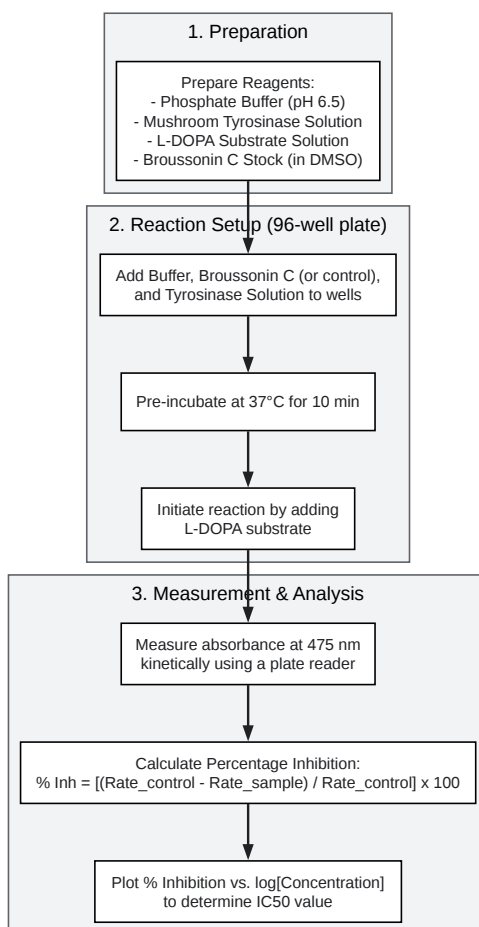 1. Preparation
Prepare Reagents:
- Phosphate Buffer (pH 6.5)
- Mushroom Tyrosinase Solution
- L-DOPA Substrate Solution
- Broussonin C Stock (in DMSO)
2. Reaction Setup (96-well plate)
Add Buffer, Broussonin C (or control),
and Tyrosinase Solution to wells
Pre-incubate at 37°C for 10 min
Initiate reaction by adding
L-DOPA substrate
3. Measurement & Analysis
Measure absorbance at 475 nm
kinetically using a plate reader
Calculate Percentage Inhibition:
% Inh = [(Rate_control - Rate_sample) / Rate_control] x 100
Plot % Inhibition vs. log[Concentration]
to determine IC50 value